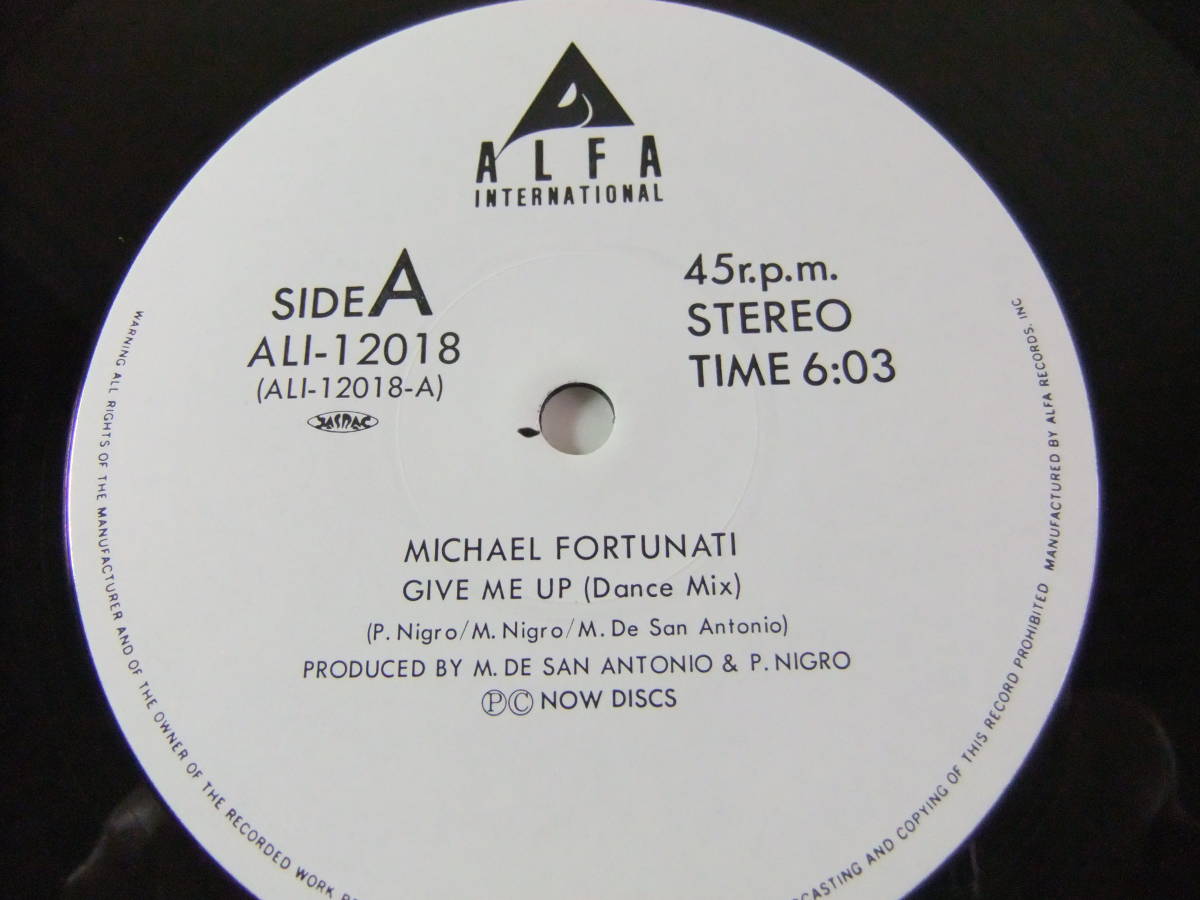 ALFA
INTERNATIONAL
SIDE A
ALI-12018
(ALI-12018-A)
JASRAC
45r.p.m.
STEREO
TIME 6:03
MICHAEL FORTUNATI
GIVE ME UP (Dance Mix)
(P. Nigro/M. Nigro/M. De San Antonio)
PRODUCED BY M. DE SAN ANTONIO & P. NIGRO
ⓅⒸ NOW DISCS
WARNING ALL RIGHTS OF THE MANUFACTURER AND OF THE OWNER OF THE RECORDED WORK
CASTING AND COPYING OF THIS RECORD PROHIBITED MANUFACTURED BY ALFA RECORDS. INC